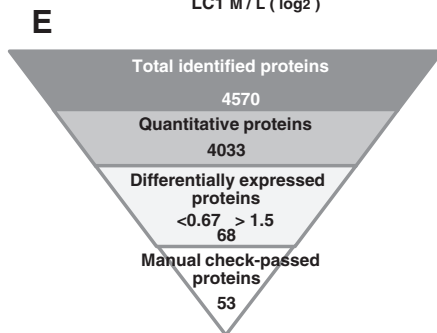 LC1 M / L ( log2 )
E
Total identified proteins
4570
Quantitative proteins
4033
Differentially expressed
proteins
<0.67 > 1.5
68
Manual check-passed
proteins
53